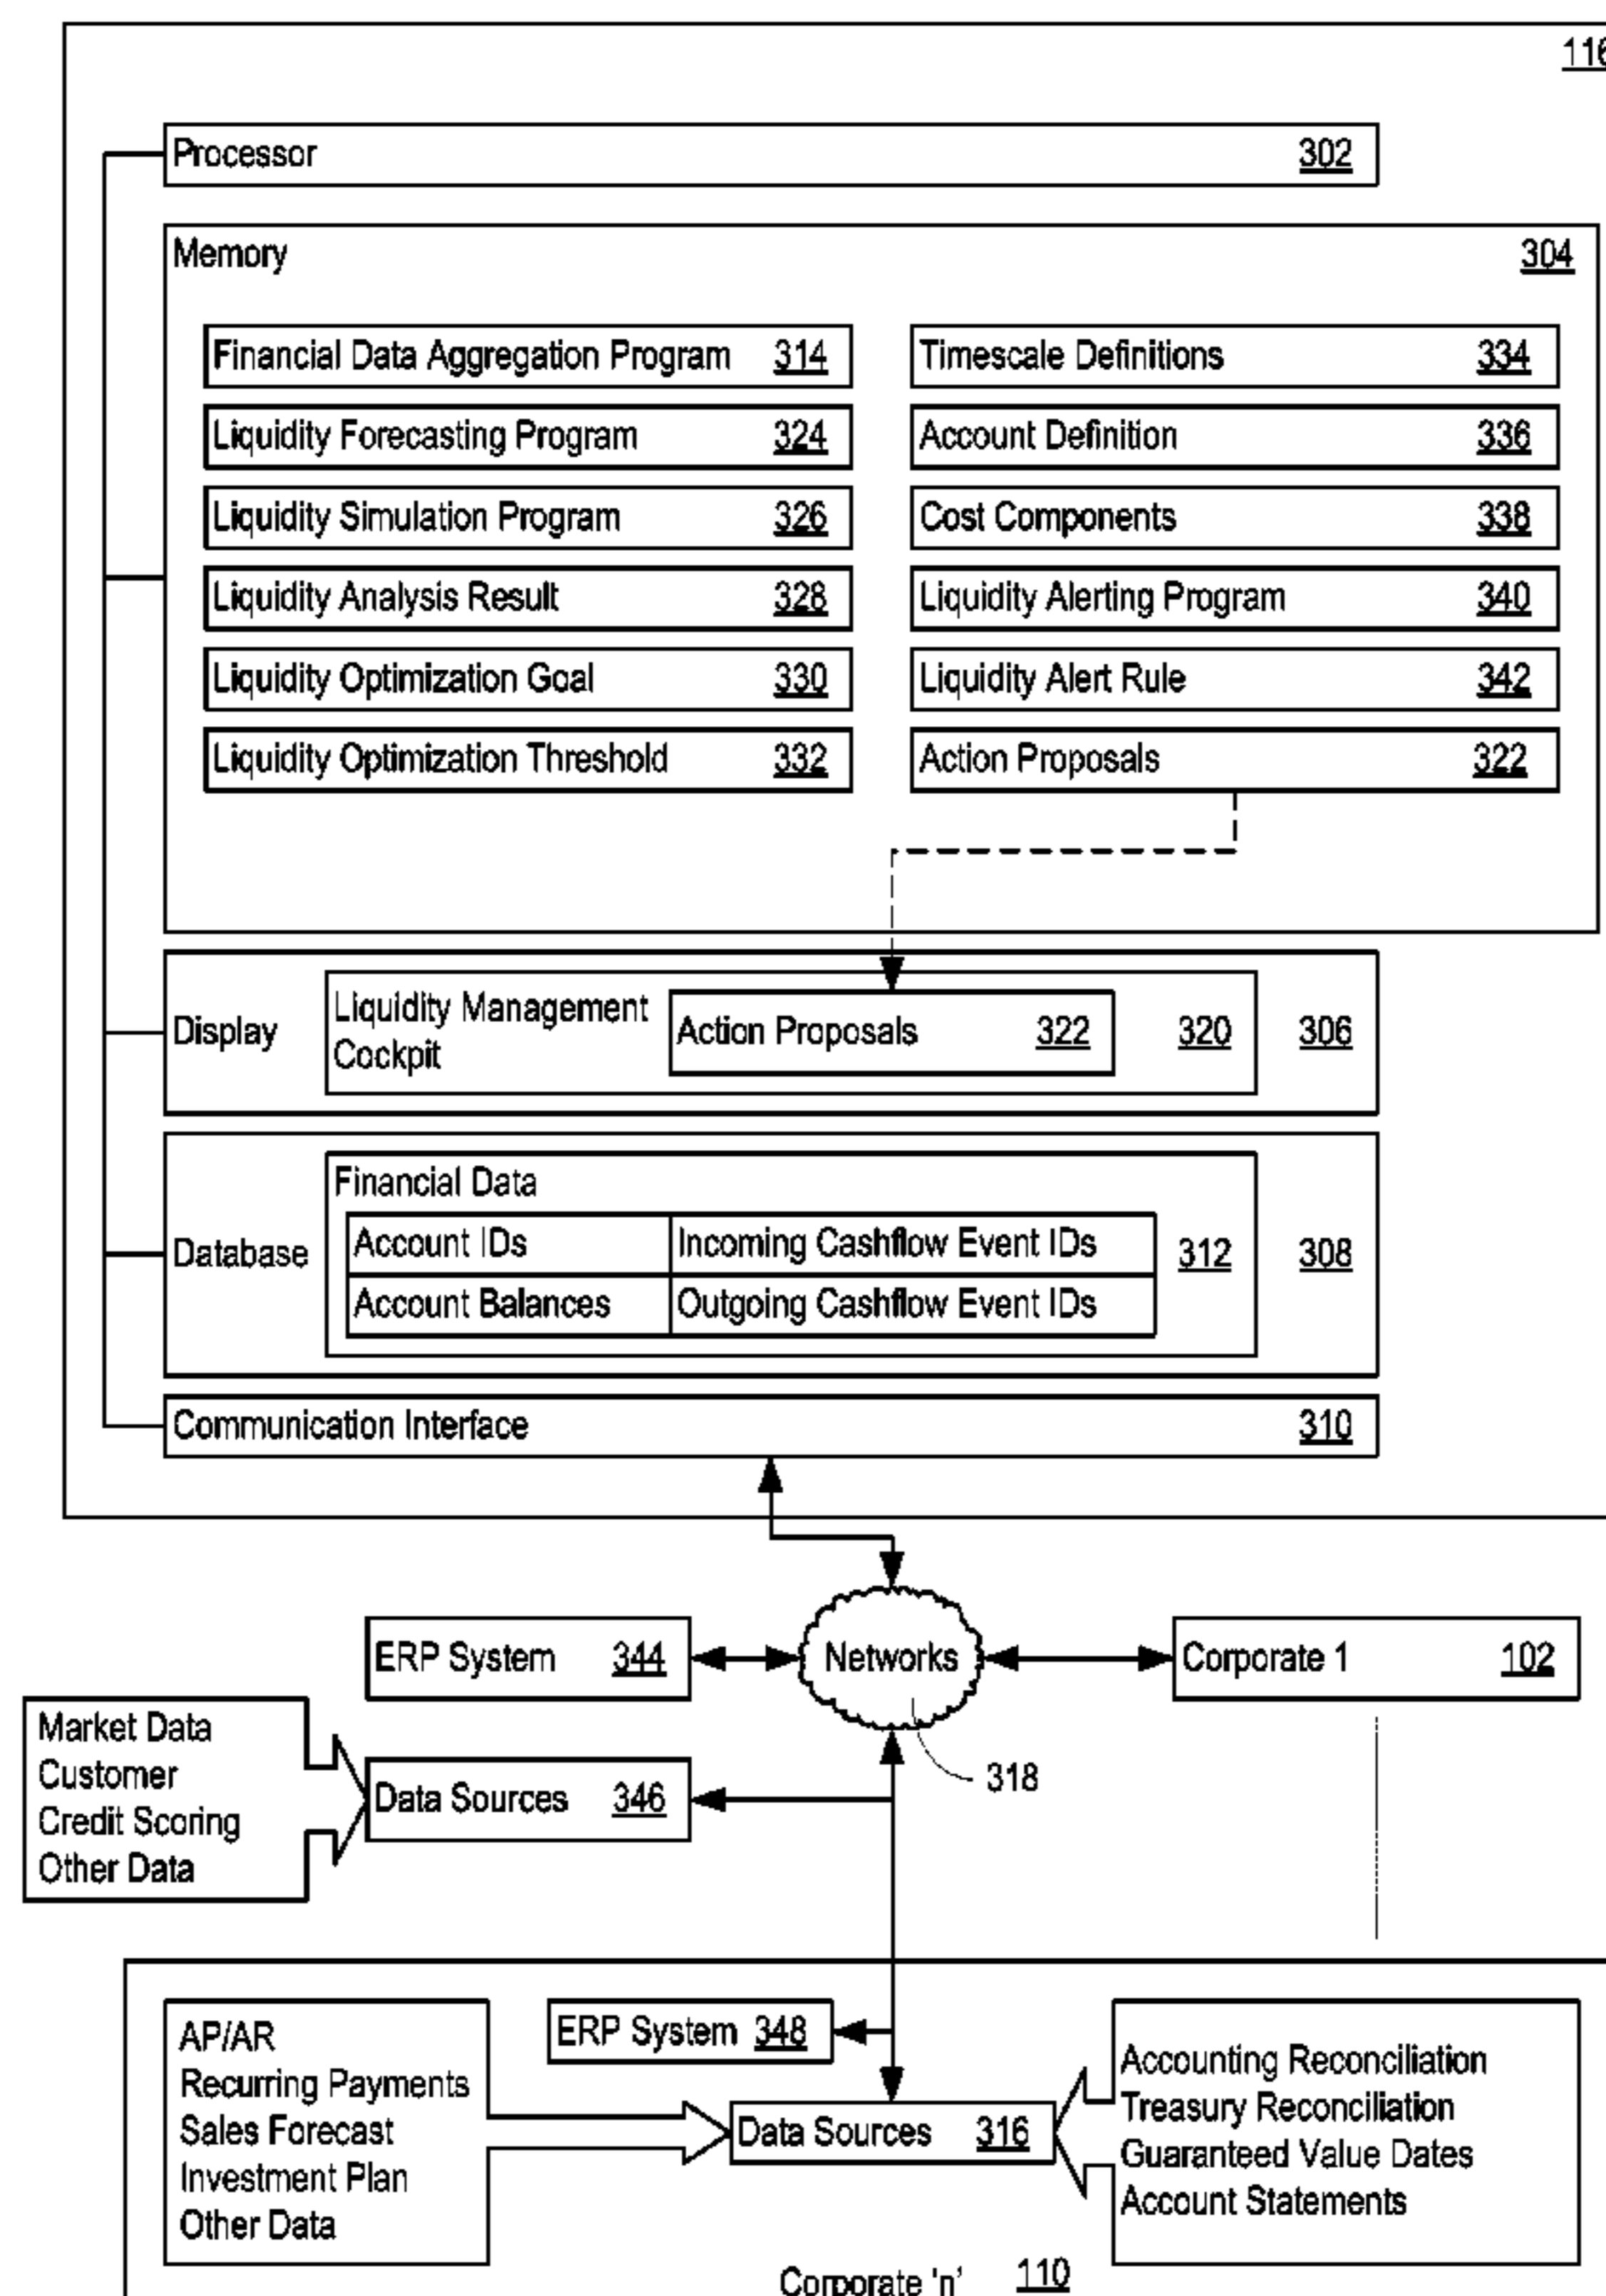 116
Processor 302
Memory 304
Financial Data Aggregation Program 314
Timescale Definitions 334
Liquidity Forecasting Program 324
Account Definition 336
Liquidity Simulation Program 326
Cost Components 338
Liquidity Analysis Result 328
Liquidity Alerting Program 340
Liquidity Optimization Goal 330
Liquidity Alert Rule 342
Liquidity Optimization Threshold 332
Action Proposals 322
Display
Liquidity Management
Cockpit
Action Proposals 322
320
306
Database
Financial Data
Account IDs
Incoming Cashflow Event IDs
Account Balances
Outgoing Cashflow Event IDs
312
308
Communication Interface 310
ERP System 344
Networks
Corporate 1 102
318
Market Data
Customer
Credit Scoring
Other Data
Data Sources 346
AP/AR
Recurring Payments
Sales Forecast
Investment Plan
Other Data
ERP System 348
Data Sources 316
Accounting Reconciliation
Treasury Reconciliation
Guaranteed Value Dates
Account Statements
Corporate 'n' 110